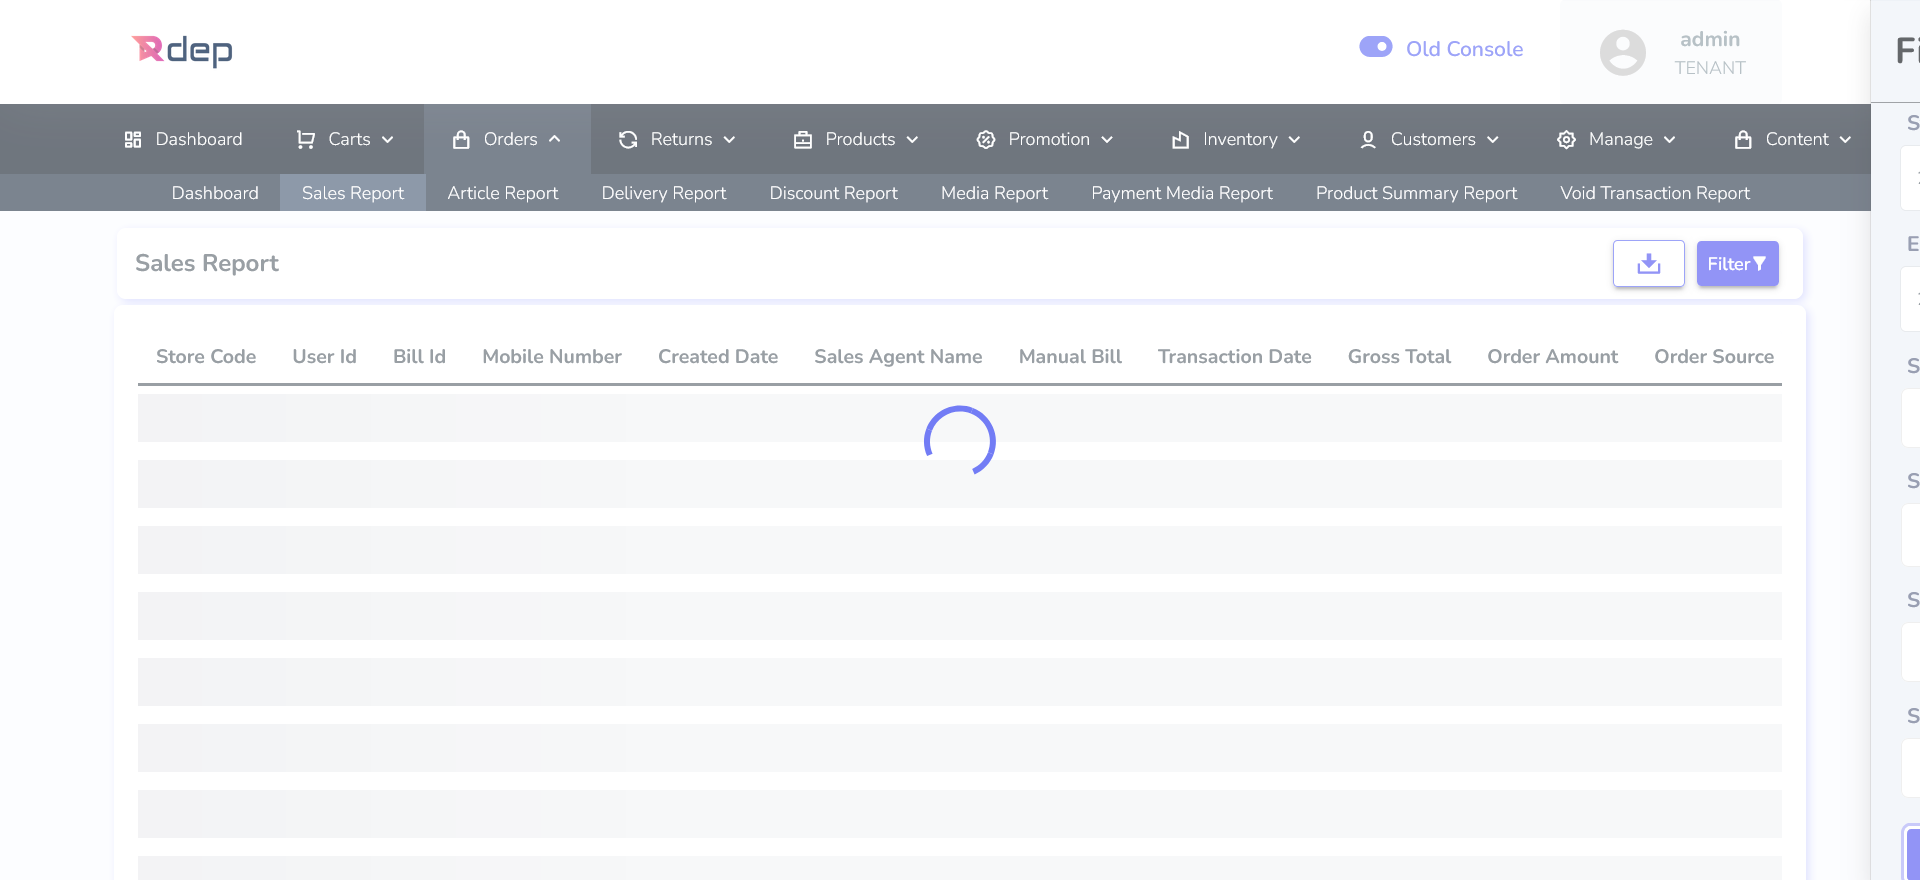 Rdep
Old Console
admin
TENANT
Dashboard Carts Orders Returns Products Promotion Inventory Customers Manage Content
Dashboard Sales Report Article Report Delivery Report Discount Report Media Report Payment Media Report Product Summary Report Void Transaction Report
Sales Report
Filter
Store Code User Id Bill Id Mobile Number Created Date Sales Agent Name Manual Bill Transaction Date Gross Total Order Amount Order Source